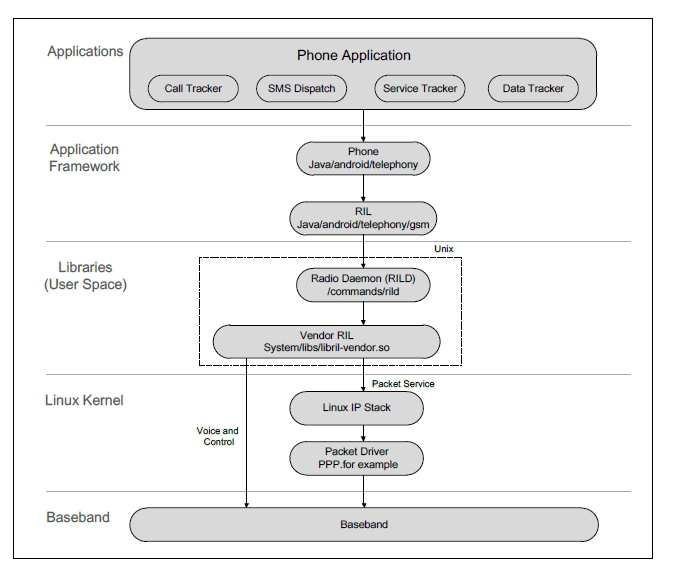 Applications
Phone Application
Call Tracker
SMS Dispatch
Service Tracker
Data Tracker
Application
Framework
Phone
Java/android/telephony
RIL
Java/android/telephony/gsm
Unix
Libraries
(User Space)
Radio Daemon (RILD)
/commands/rild
Vendor RIL
System/libs/libril-vendor.so
Packet Service
Linux Kernel
Linux IP Stack
Voice and
Control
Packet Driver
PPP.for example
Baseband
Baseband